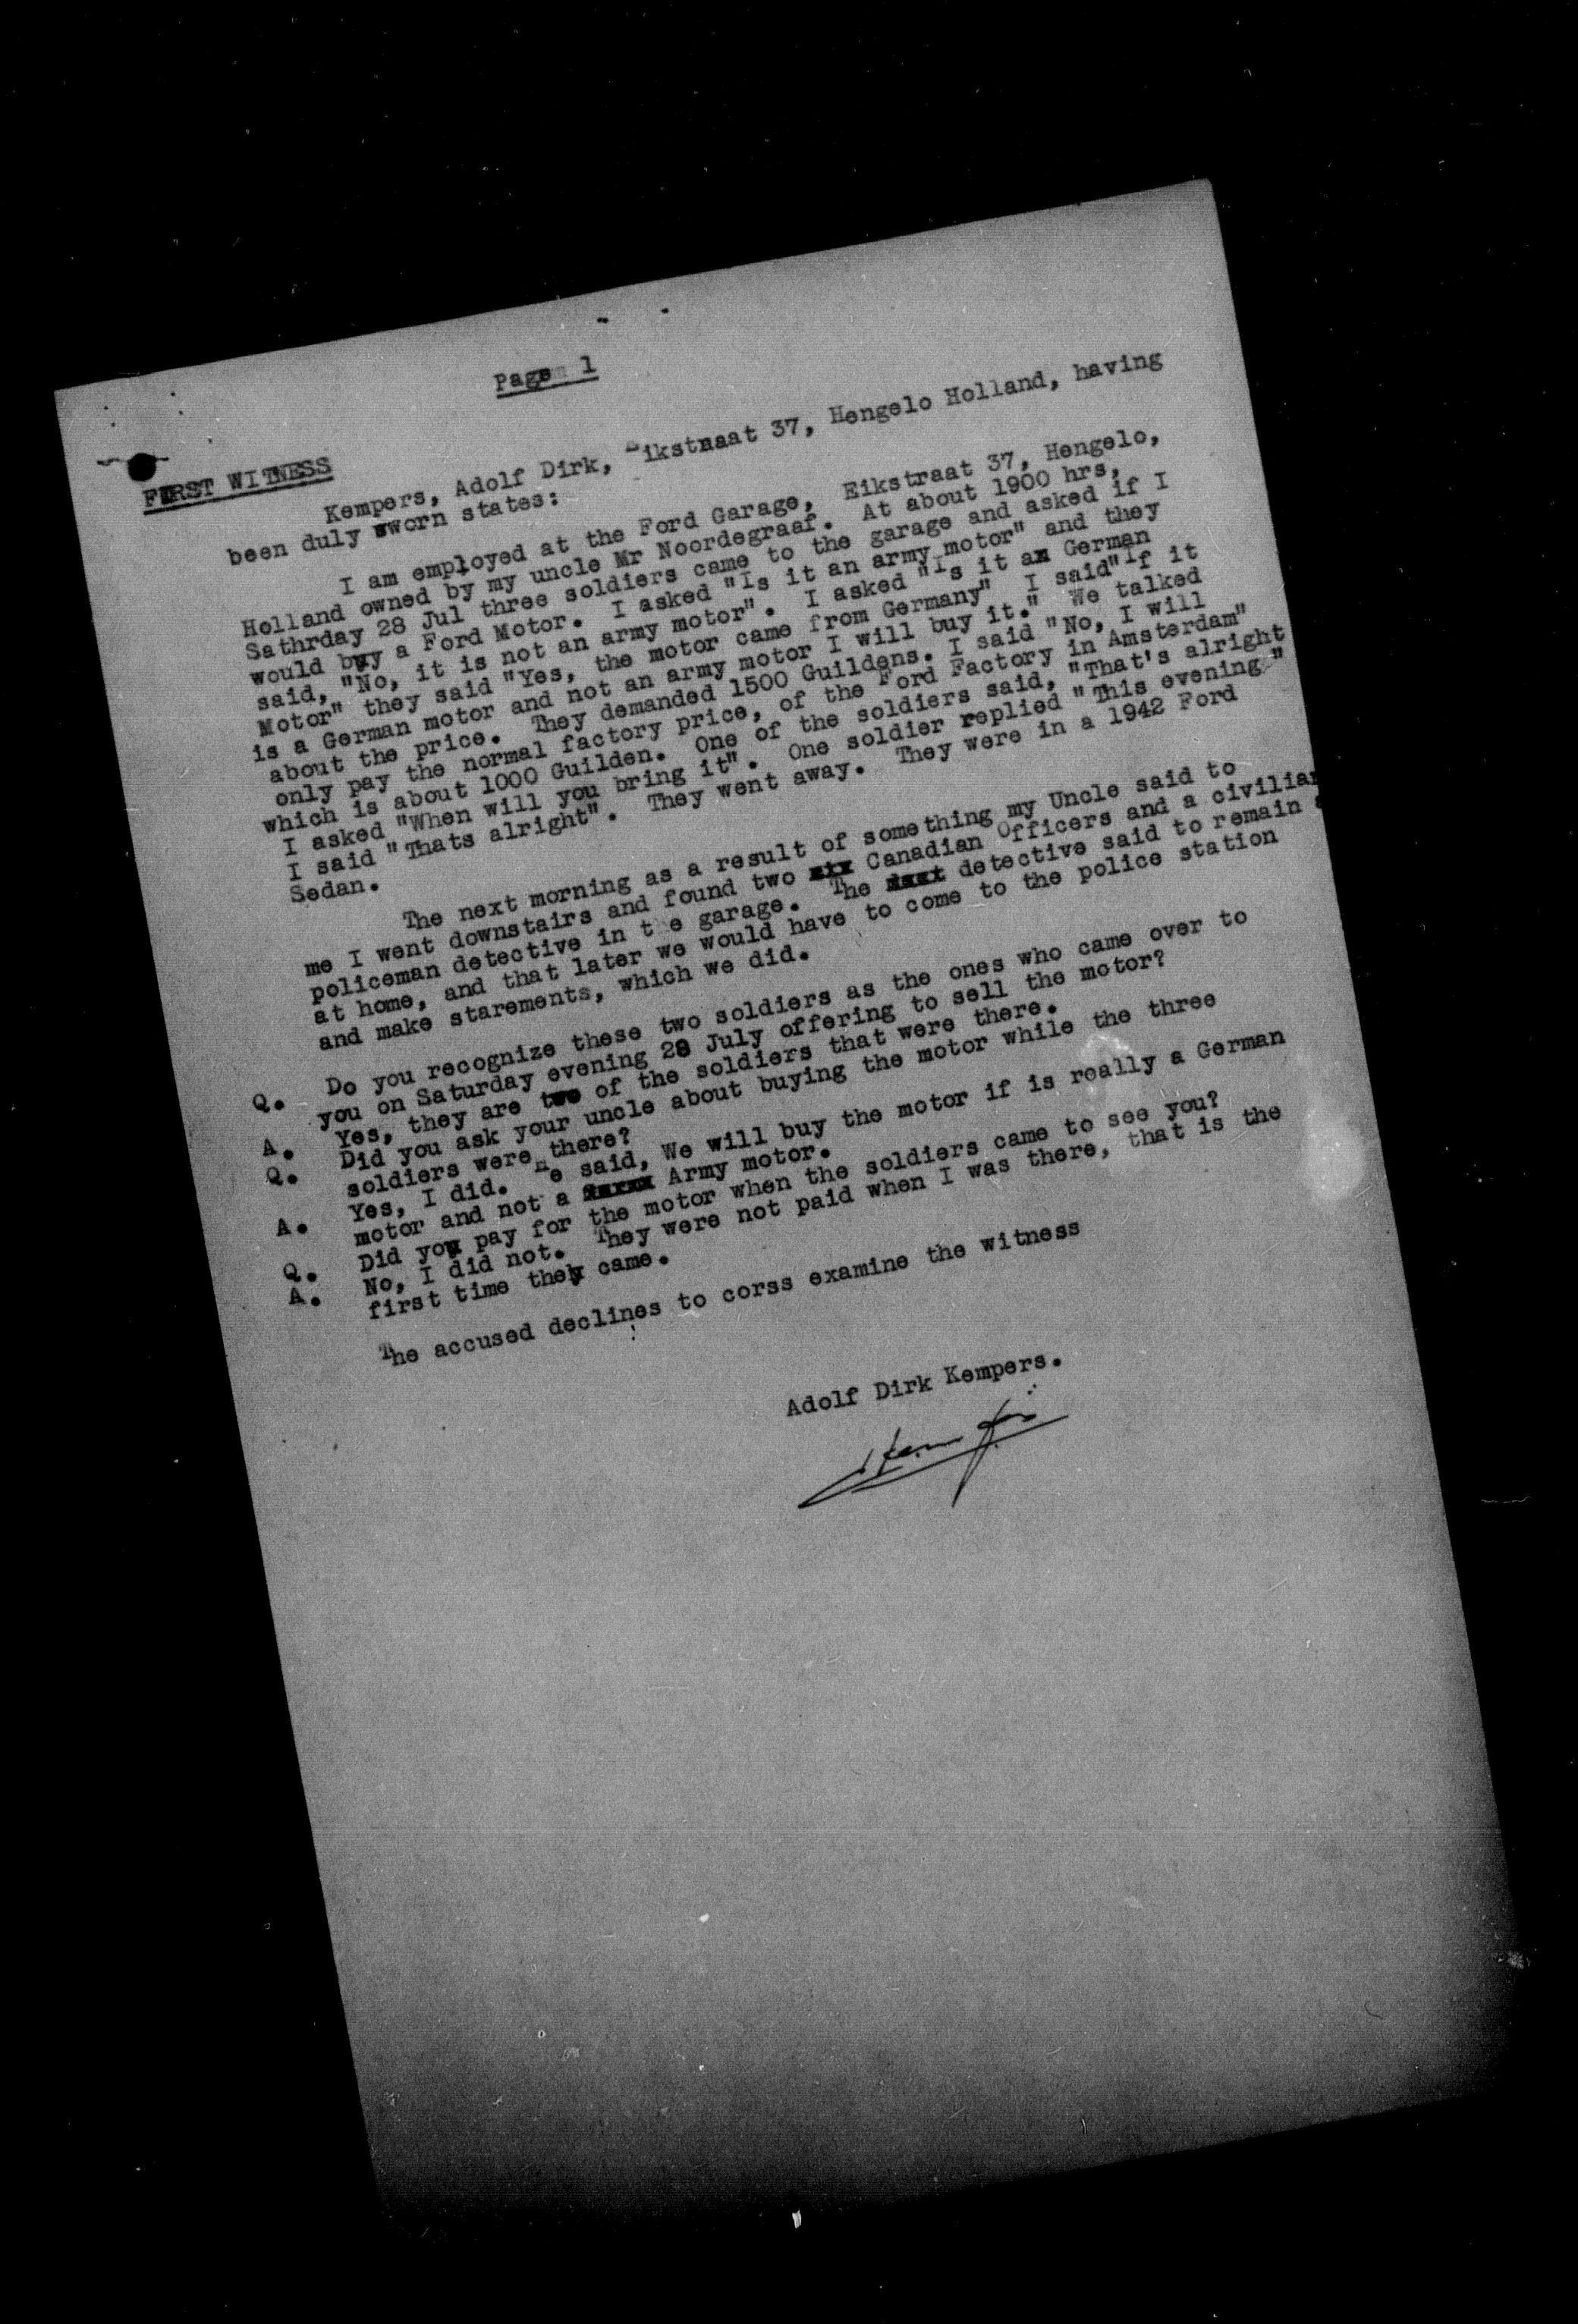 Page 1
FIRST WITNESS
Kempers, Adolf Dirk, Eikstraat 37, Hengelo Holland, having
been duly sworn states:
I am employed at the Ford Garage, Eikstraat 37, Hengelo,
Holland owned by my uncle Mr Noordegraaf. At about 1900 hrs,
Sathrday 28 Jul three soldiers came to the garage and asked if I
would buy a Ford Motor. I asked "Is it an army motor" and they
said, "No, it is not an army motor". I asked "Is it an German
Motor" they said "Yes, the motor came from Germany" I said "If it
is a German motor and not an army motor I will buy it." We talked
about the price. They demanded 1500 Guildens. I said "No, I will
only pay the normal factory price, of the Ford Factory in Amsterdam"
which is about 1000 Guilden. One of the soldiers said, "That's alright
I asked "When will you bring it". One soldier replied "This evening"
I said "Thats alright". They went away. They were in a 1942 Ford
Sedan.
The next morning as a result of something my Uncle said to
me I went downstairs and found two Canadian Officers and a civilian
policeman detective in the garage. The detective said to remain
at home, and that later we would have to come to the police station
and make starements, which we did.
Q. Do you recognize these two soldiers as the ones who came over to
you on Saturday evening 28 July offering to sell the motor?
A. Yes, they are two of the soldiers that were there.
Q. Did you ask your uncle about buying the motor while the three
soldiers were there?
A. Yes, I did. He said, We will buy the motor if is really a German
motor and not a Army motor.
Q. Did you pay for the motor when the soldiers came to see you?
A. No, I did not. They were not paid when I was there, that is the
first time they came.
The accused declines to corss examine the witness
Adolf Dirk Kempers.